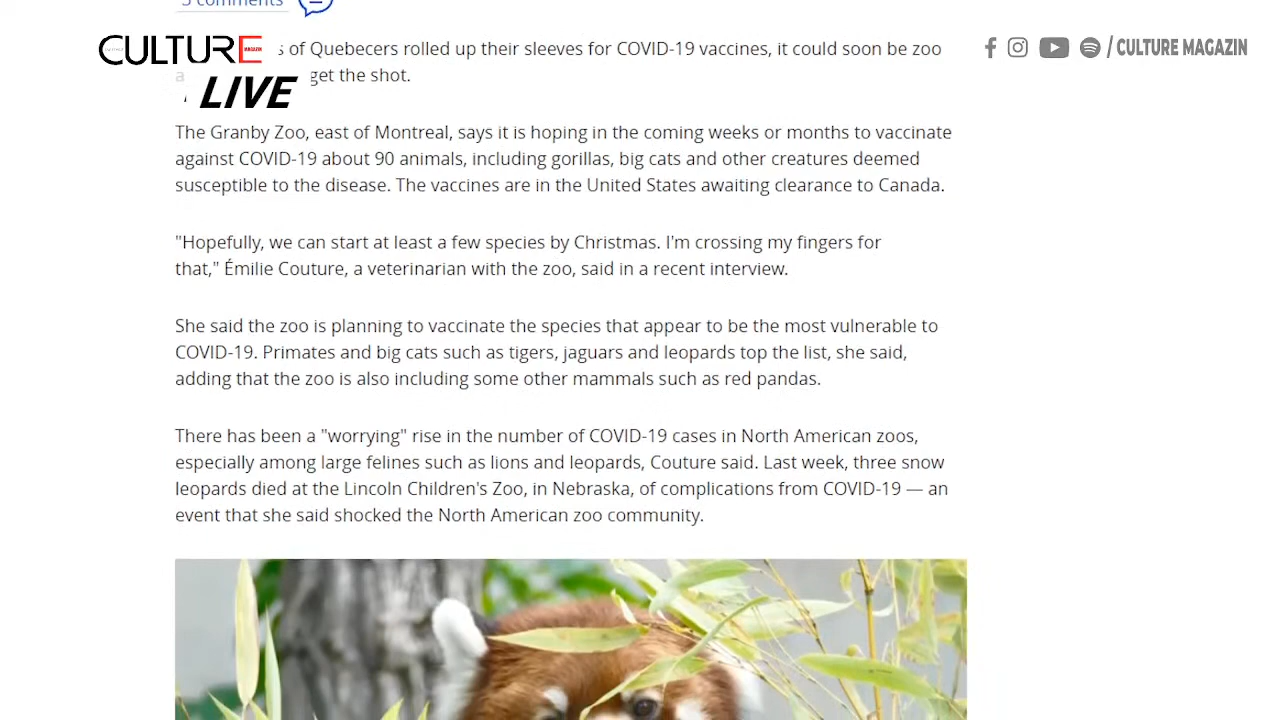 3 comments
CULTURE MAGAZIN
LIVE
/ CULTURE MAGAZIN
of Quebecers rolled up their sleeves for COVID-19 vaccines, it could soon be zoo
get the shot.
The Granby Zoo, east of Montreal, says it is hoping in the coming weeks or months to vaccinate
against COVID-19 about 90 animals, including gorillas, big cats and other creatures deemed
susceptible to the disease. The vaccines are in the United States awaiting clearance to Canada.
"Hopefully, we can start at least a few species by Christmas. I'm crossing my fingers for
that," Émilie Couture, a veterinarian with the zoo, said in a recent interview.
She said the zoo is planning to vaccinate the species that appear to be the most vulnerable to
COVID-19. Primates and big cats such as tigers, jaguars and leopards top the list, she said,
adding that the zoo is also including some other mammals such as red pandas.
There has been a "worrying" rise in the number of COVID-19 cases in North American zoos,
especially among large felines such as lions and leopards, Couture said. Last week, three snow
leopards died at the Lincoln Children's Zoo, in Nebraska, of complications from COVID-19 — an
event that she said shocked the North American zoo community.